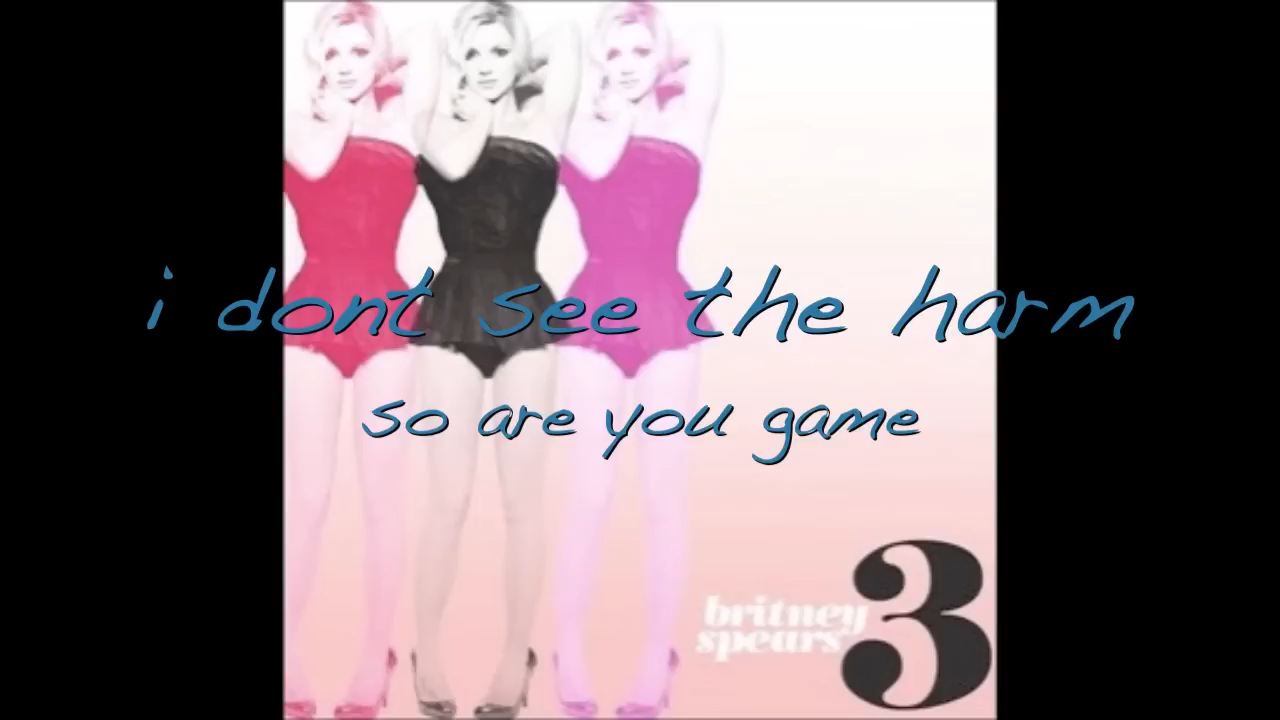 i dont see the harm
so are you game
britney
spears
3